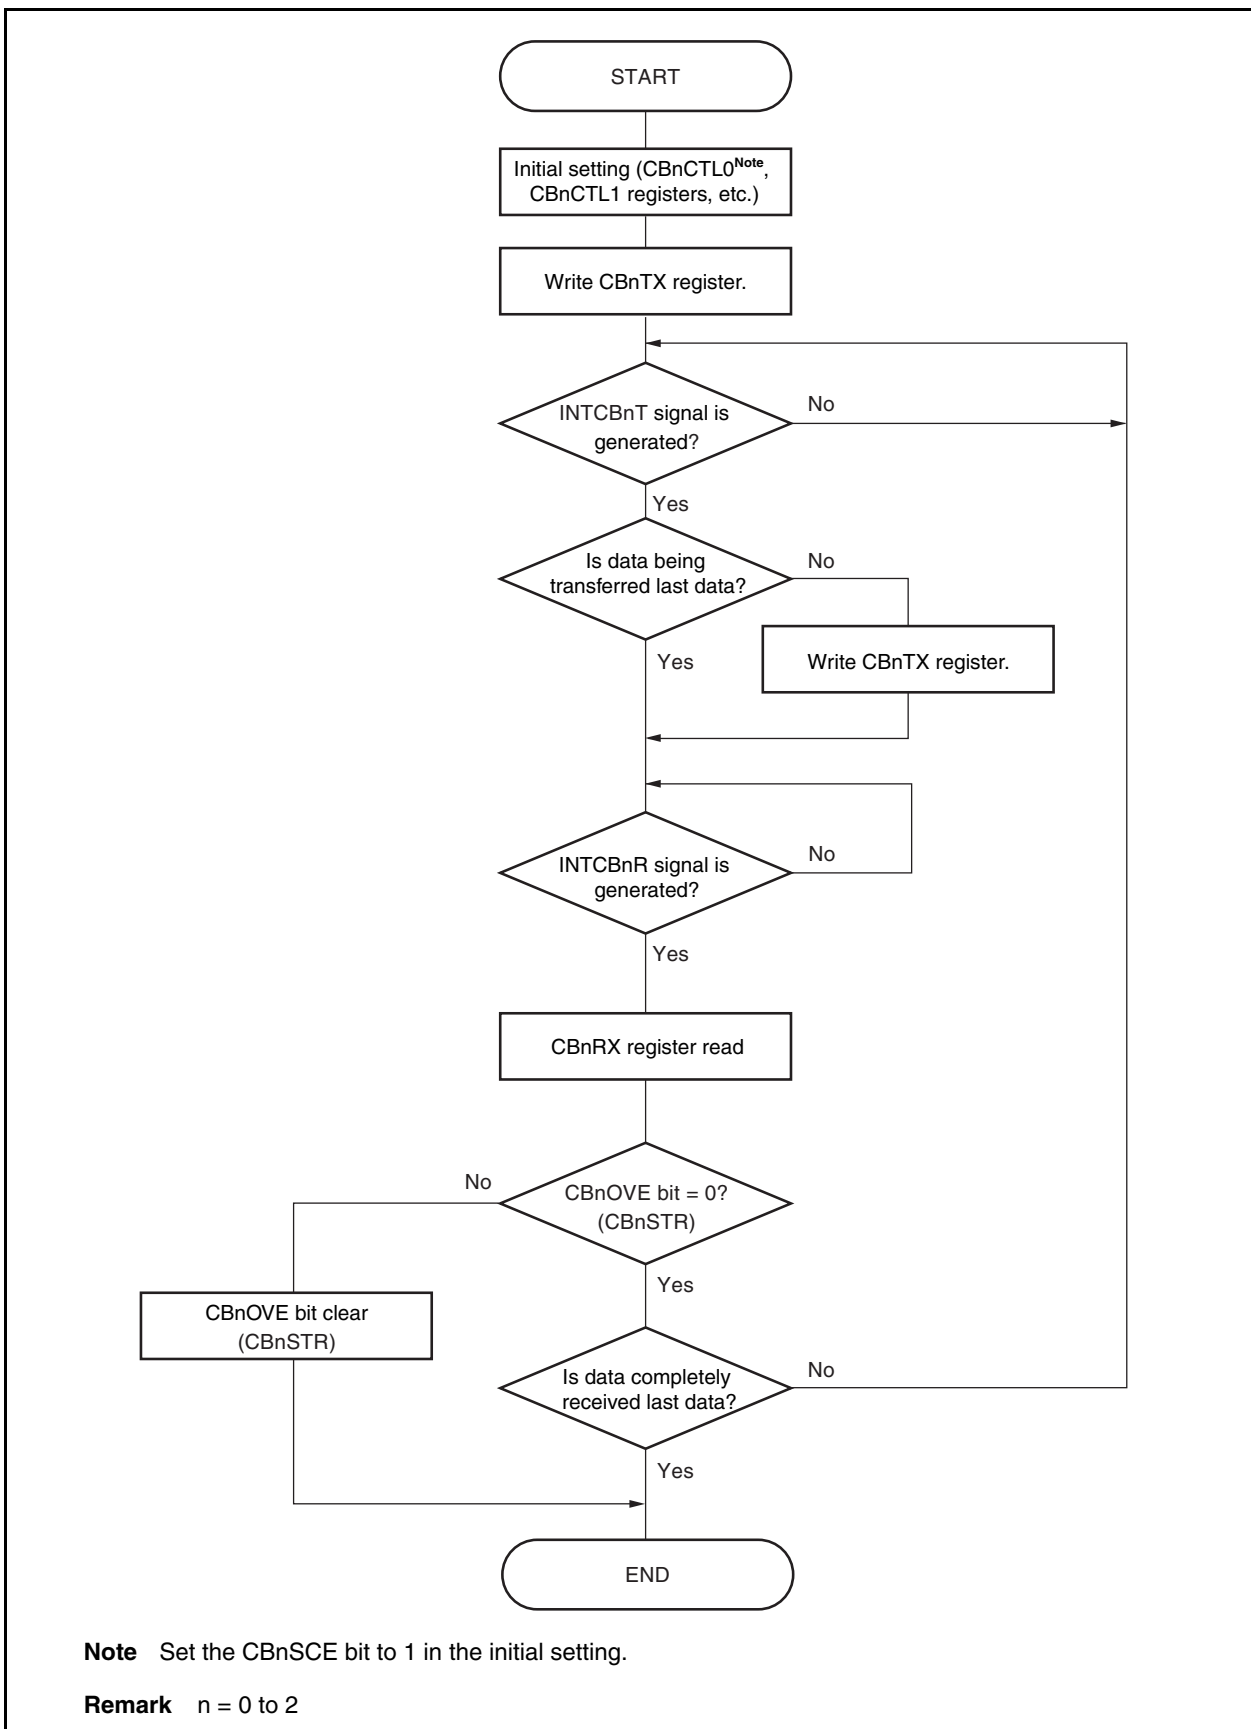 START
Initial setting (CBnCTL0Note,
CBnCTL1 registers, etc.)
Write CBnTX register.
INTCBnT signal is
generated?
No
Yes
Is data being
transferred last data?
No
Write CBnTX register.
Yes
INTCBnR signal is
generated?
No
Yes
CBnRX register read
CBnOVE bit = 0?
(CBnSTR)
No
Yes
CBnOVE bit clear
(CBnSTR)
Is data completely
received last data?
No
Yes
END
Note Set the CBnSCE bit to 1 in the initial setting.
Remark n = 0 to 2